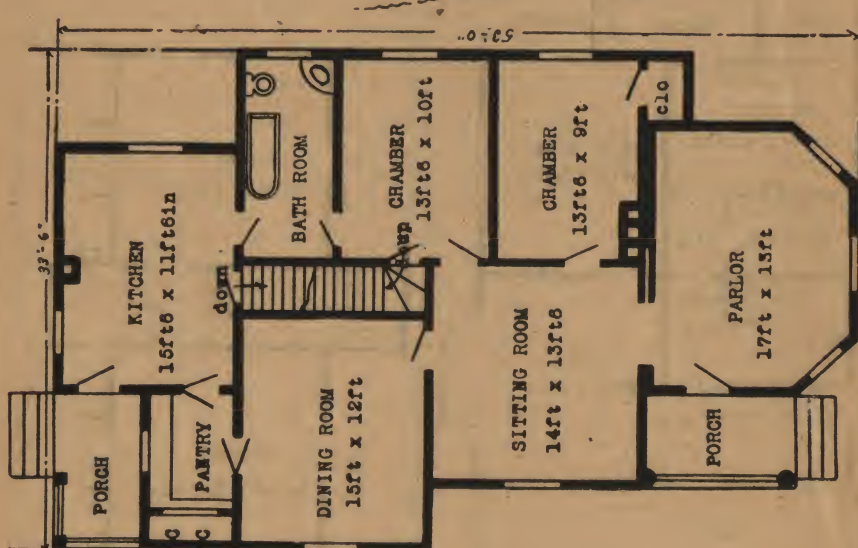 53'-0"
33'-6"
KITCHEN
15ft6 x 11ft6in
BATH ROOM
CHAMBER
13ft6 x 10ft
CHAMBER
13ft6 x 9ft
clo
down
up
PARLOR
17ft x 13ft
SITTING ROOM
14ft x 13ft6
DINING ROOM
15ft x 12ft
PANTRY
PORCH
PORCH
C
C